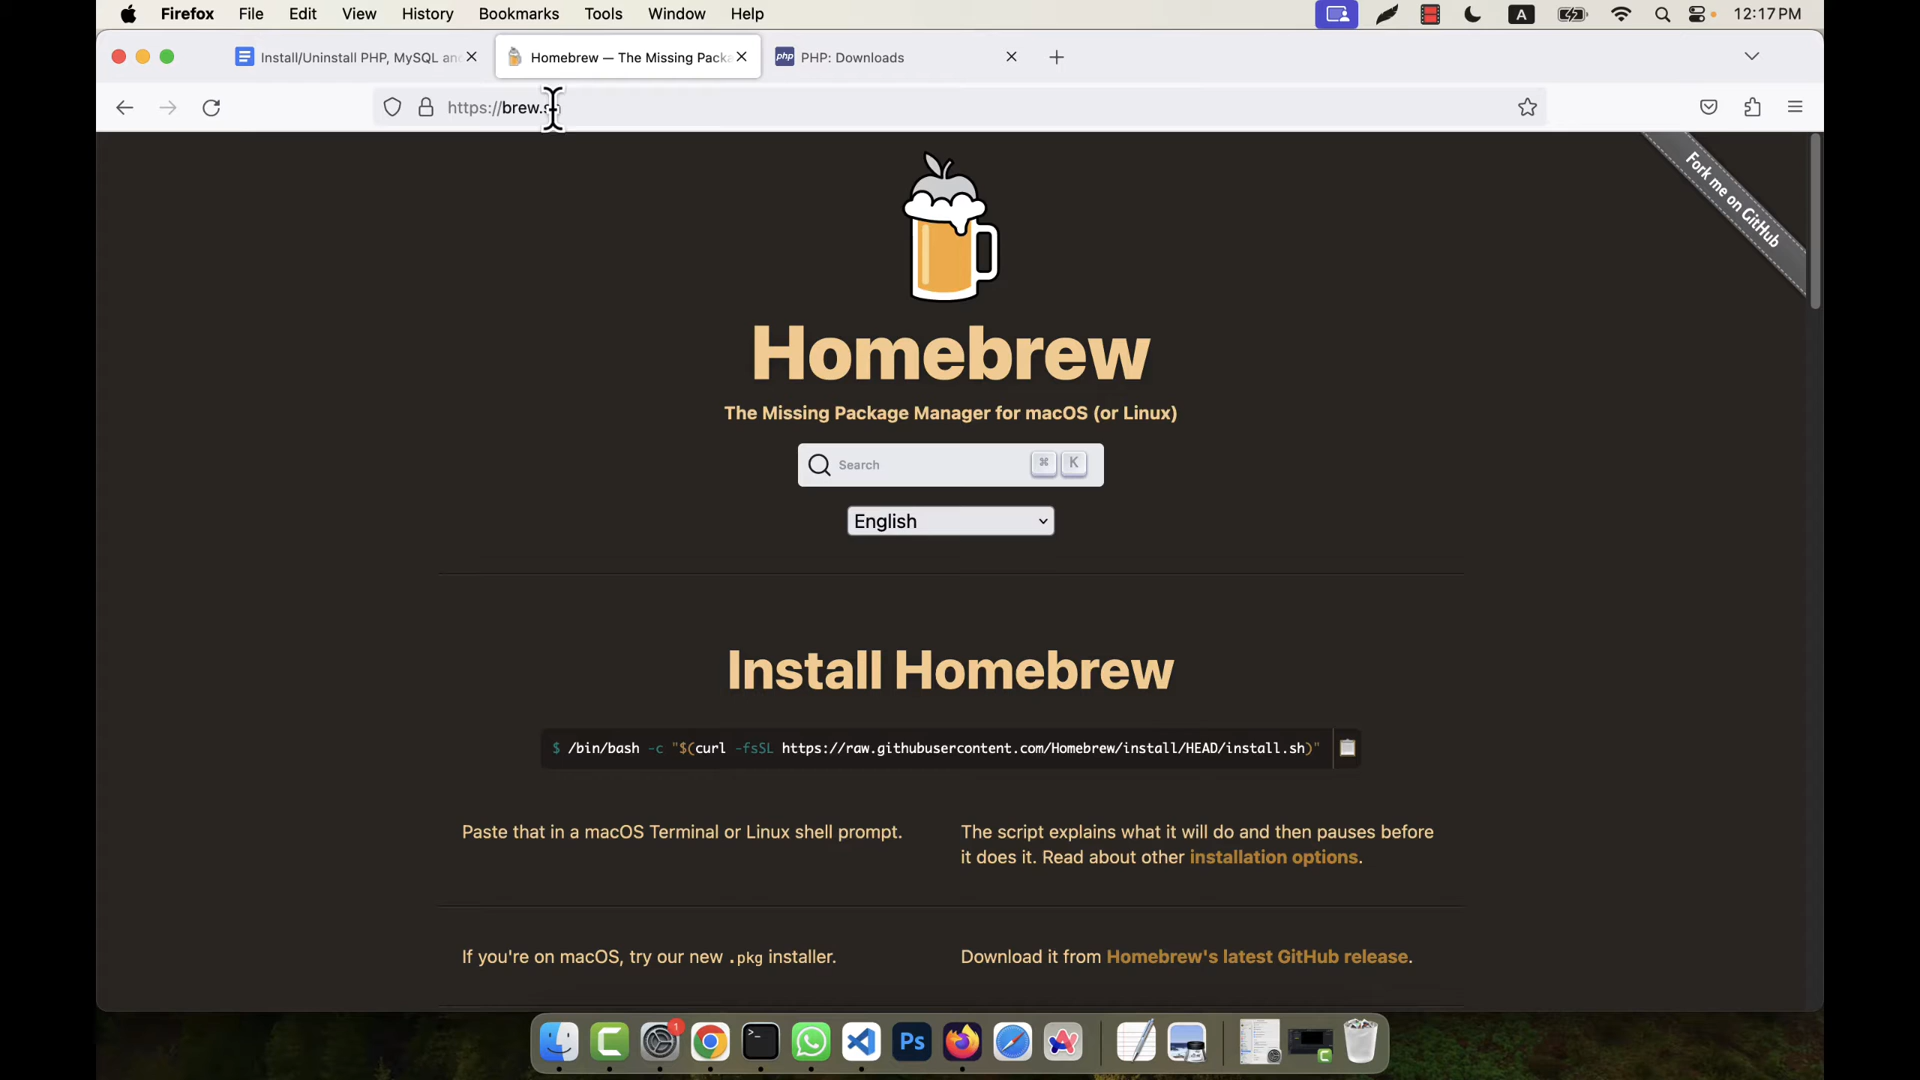 Firefox File Edit View History Bookmarks Tools Window Help A 12:17 PM
Install/Uninstall PHP, MySQL an Homebrew — The Missing Packa php PHP: Downloads
https://brew.s
Fork me on GitHub
Homebrew
The Missing Package Manager for macOS (or Linux)
Search ⌘ K
English
Install Homebrew
$ /bin/bash -c "$(curl -fsSL https://raw.githubusercontent.com/Homebrew/install/HEAD/install.sh)"
Paste that in a macOS Terminal or Linux shell prompt.
The script explains what it will do and then pauses before
it does it. Read about other installation options.
If you're on macOS, try our new .pkg installer.
Download it from Homebrew's latest GitHub release.
1
Ps